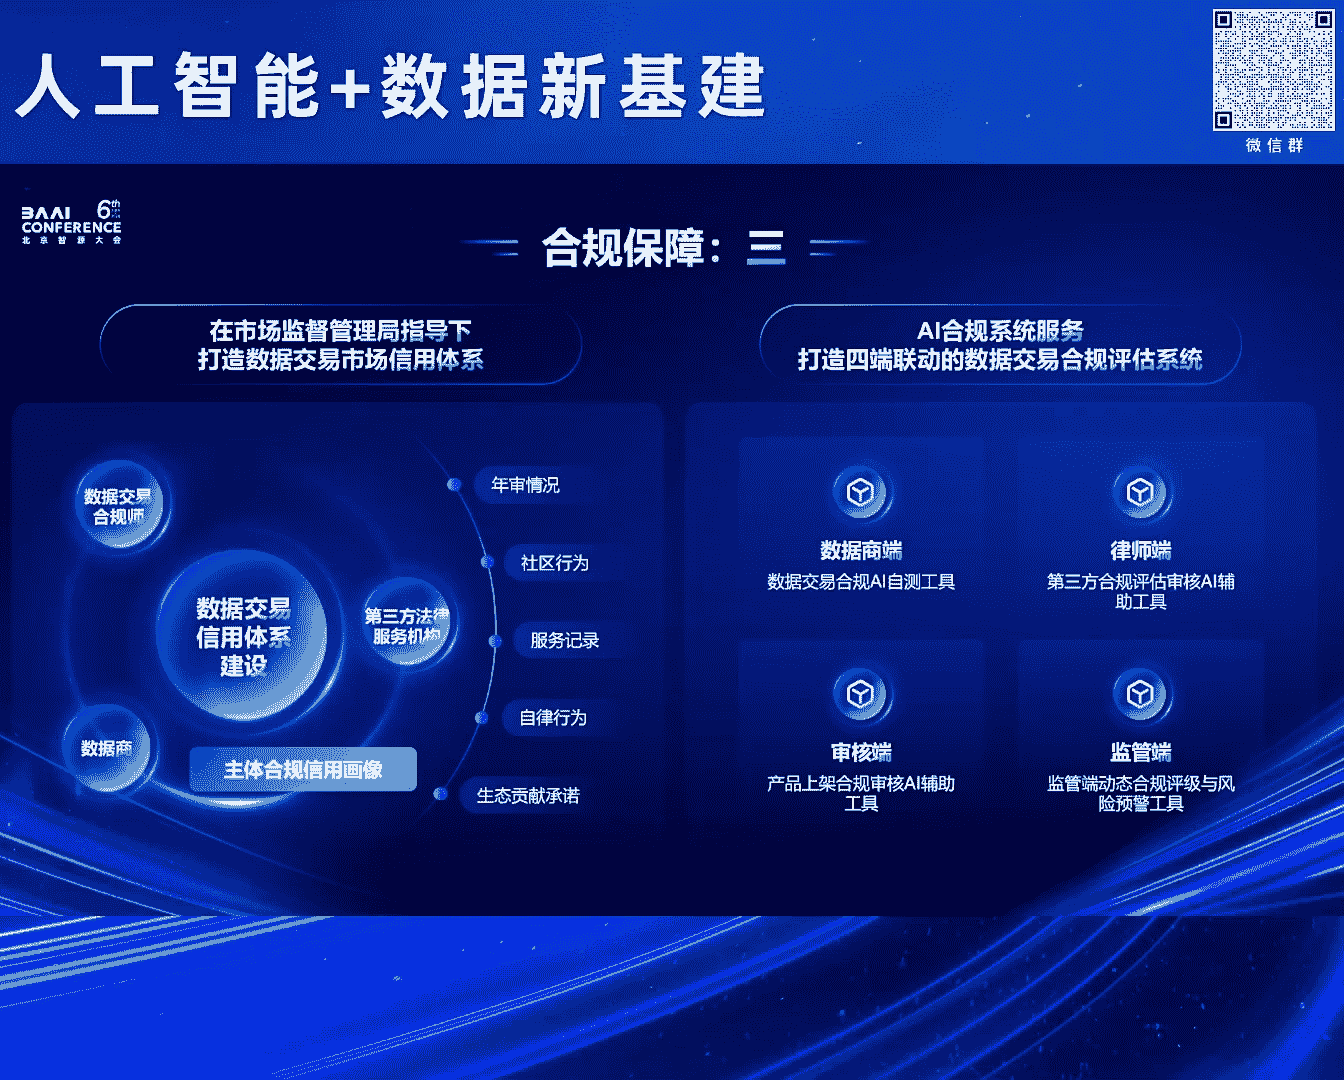 人工智能+数据新基建
微信群
BAAI 6th
CONFERENCE
北京智源大会
合规保障：三
在市场监督管理局指导下
打造数据交易市场信用体系
数据交易
合规师
数据交易
信用体系
建设
第三方法律
服务机构
数据商
主体合规信用画像
年审情况
社区行为
服务记录
自律行为
生态贡献承诺
AI合规系统服务
打造四端联动的数据交易合规评估系统
数据商端
数据交易合规AI自测工具
律师端
第三方合规评估审核AI辅
助工具
审核端
产品上架合规审核AI辅助
工具
监管端
监管端动态合规评级与风
险预警工具